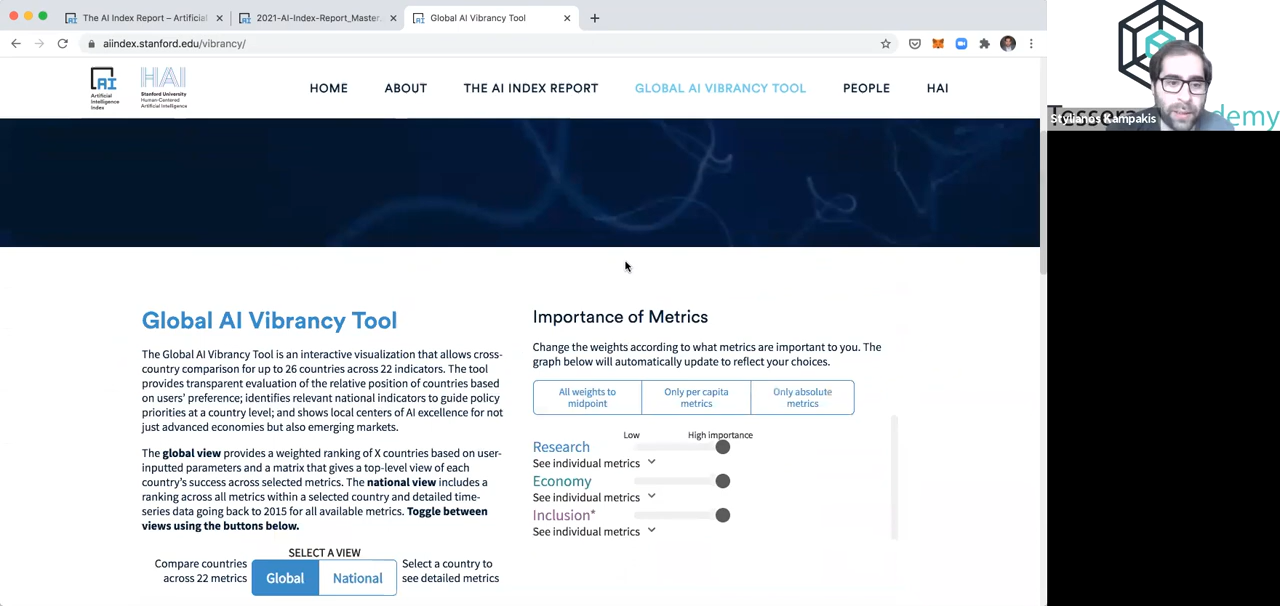 The AI Index Report – Artificial
2021-AI-Index-Report_Master.
Global AI Vibrancy Tool
aiindex.stanford.edu/vibrancy/
AI
Artificial
Intelligence
Index
HAI
Stanford University
Human-Centered
Artificial Intelligence
HOME
ABOUT
THE AI INDEX REPORT
GLOBAL AI VIBRANCY TOOL
PEOPLE
HAI
Stylianos Kampakis
Global AI Vibrancy Tool
The Global AI Vibrancy Tool is an interactive visualization that allows cross-
country comparison for up to 26 countries across 22 indicators. The tool
provides transparent evaluation of the relative position of countries based
on users' preference; identifies relevant national indicators to guide policy
priorities at a country level; and shows local centers of AI excellence for not
just advanced economies but also emerging markets.
The global view provides a weighted ranking of X countries based on user-
inputted parameters and a matrix that gives a top-level view of each
country's success across selected metrics. The national view includes a
ranking across all metrics within a selected country and detailed time-
series data going back to 2015 for all available metrics. Toggle between
views using the buttons below.
SELECT A VIEW
Compare countries
across 22 metrics
Global
National
Select a country to
see detailed metrics
Importance of Metrics
Change the weights according to what metrics are important to you. The
graph below will automatically update to reflect your choices.
All weights to
midpoint
Only per capita
metrics
Only absolute
metrics
Low
High importance
Research
See individual metrics
Economy
See individual metrics
Inclusion*
See individual metrics